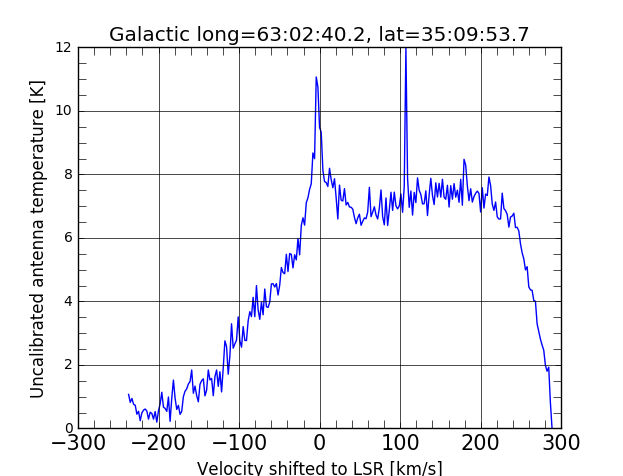 Galactic long=63:02:40.2, lat=35:09:53.7
Uncalibrated antenna temperature [K]
12
10
8
6
4
2
0
−300 −200 −100 0 100 200 300
Velocity shifted to LSR [km/s]